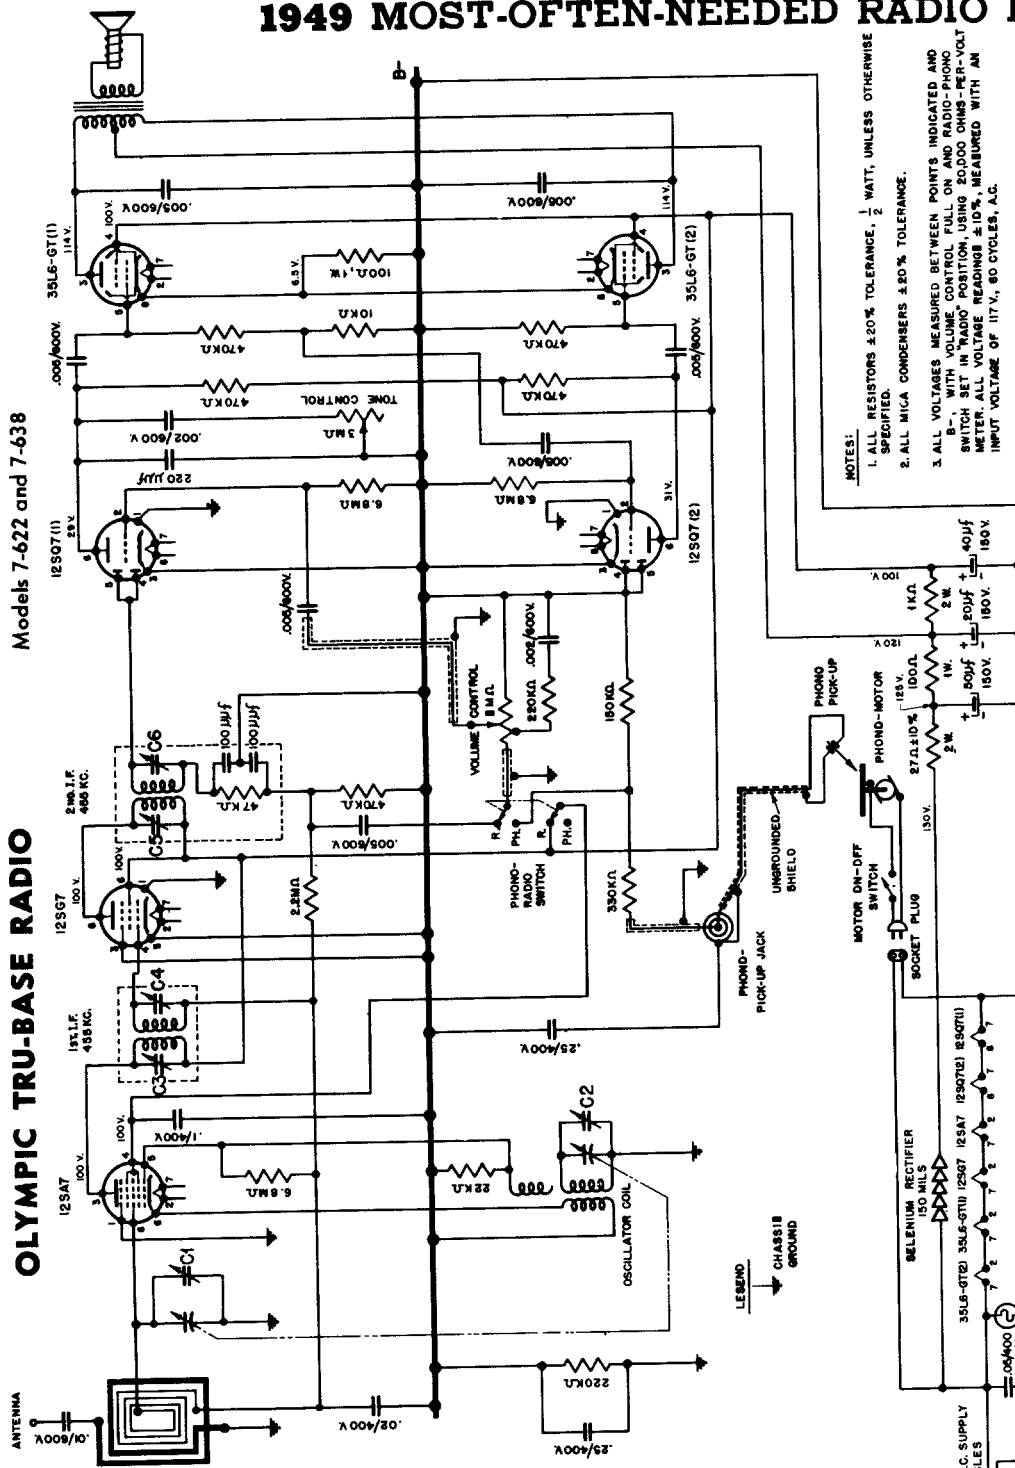 1949 MOST-OFTEN-NEEDED RADIO
OLYMPIC TRU-BASE RADIO
Models 7-622 and 7-638
ANTENNA
.01/600V.
C1
12SA7
100 V.
100 V.
.1/400V
6.8MΩ
22KΩ
OSCILLATOR COIL
C2
.02/400 V.
220KΩ
.25/400V.
1st. I.F.
455 KC.
C3
C4
12SG7
100 V.
100V.
2.2MΩ
.25/400V.
2ND. I.F.
455 KC.
C5
C6
47 KΩ
100 μμf
100μμf
470KΩ
.005/600V
PHONO-
RADIO
SWITCH
R.
PH.
R.
PH.
330KΩ
150KΩ
VOLUME CONTROL
220KΩ
.002/600V.
.005/600V.
12SQ7(1)
29V.
220μμf
.002/600V.
3MΩ
TONE CONTROL
6.8MΩ
6.8MΩ
.005/600V.
12SQ7(2)
31V.
.005/600V.
470KΩ
470KΩ
470KΩ
10KΩ
470KΩ
.005/600V.
35L6-GT(1)
114V.
100V.
6.5V.
100Ω 1W.
.005/600V
.005/600V
35L6-GT(2)
114V.
B-
PHONO-
PICK-UP JACK
UNGROUNDED
SHIELD
PHONO
PICK-UP
PHONO-MOTOR
MOTOR ON-OFF
SWITCH
SOCKET PLUG
LEGEND
CHASSIS
GROUND
SELENIUM RECTIFIER
150 MILS
130V.
27Ω±10%
2W.
125V.
100Ω
1W.
120V.
1KΩ
2W.
100V.
50μf
150V.
20μf
150V.
40μf
150V.
35L6-GT(2) 35L6-GT(1) 12SG7 12SA7 12SQ7(2) 12SQ7(1)
.05/400
SUPPLY
NOTES:
1. ALL RESISTORS ±20% TOLERANCE, 1/2 WATT, UNLESS OTHERWISE
SPECIFIED.
2. ALL MICA CONDENSERS ±20% TOLERANCE.
3. ALL VOLTAGES MEASURED BETWEEN POINTS INDICATED AND
B-, WITH VOLUME CONTROL FULL ON AND RADIO-PHONO
SWITCH SET IN "RADIO" POSITION, USING 20,000 OHMS-PER-VOLT
METER. ALL VOLTAGE READINGS ±10%, MEASURED WITH AN
INPUT VOLTAGE OF 117 V., 60 CYCLES, A.C.